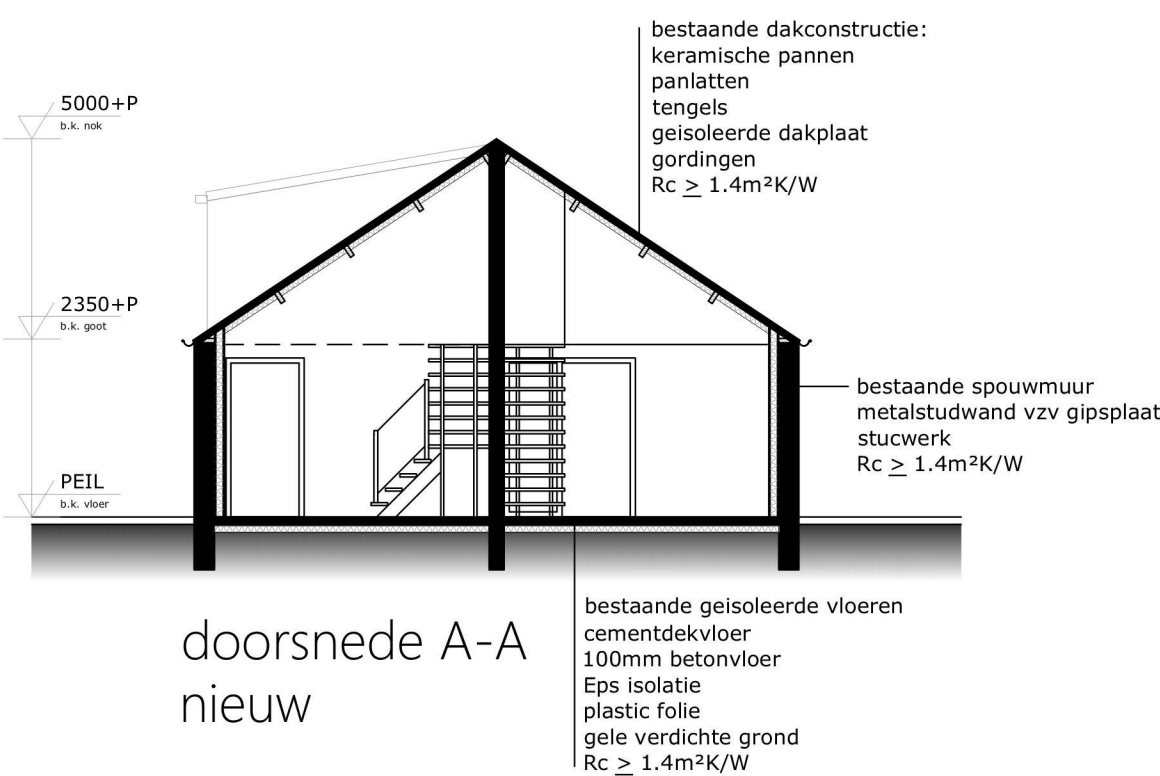 bestaande dakconstructie:
keramische pannen
panlatten
tengels
geisoleerde dakplaat
gordingen
Rc ≥ 1.4m²K/W
5000+P
b.k. nok
2350+P
b.k. goot
bestaande spouwmuur
metalstudwand vzv gipsplaat
stucwerk
Rc ≥ 1.4m²K/W
PEIL
b.k. vloer
doorsnede A-A
nieuw
bestaande geisoleerde vloeren
cementdekvloer
100mm betonvloer
Eps isolatie
plastic folie
gele verdichte grond
Rc ≥ 1.4m²K/W